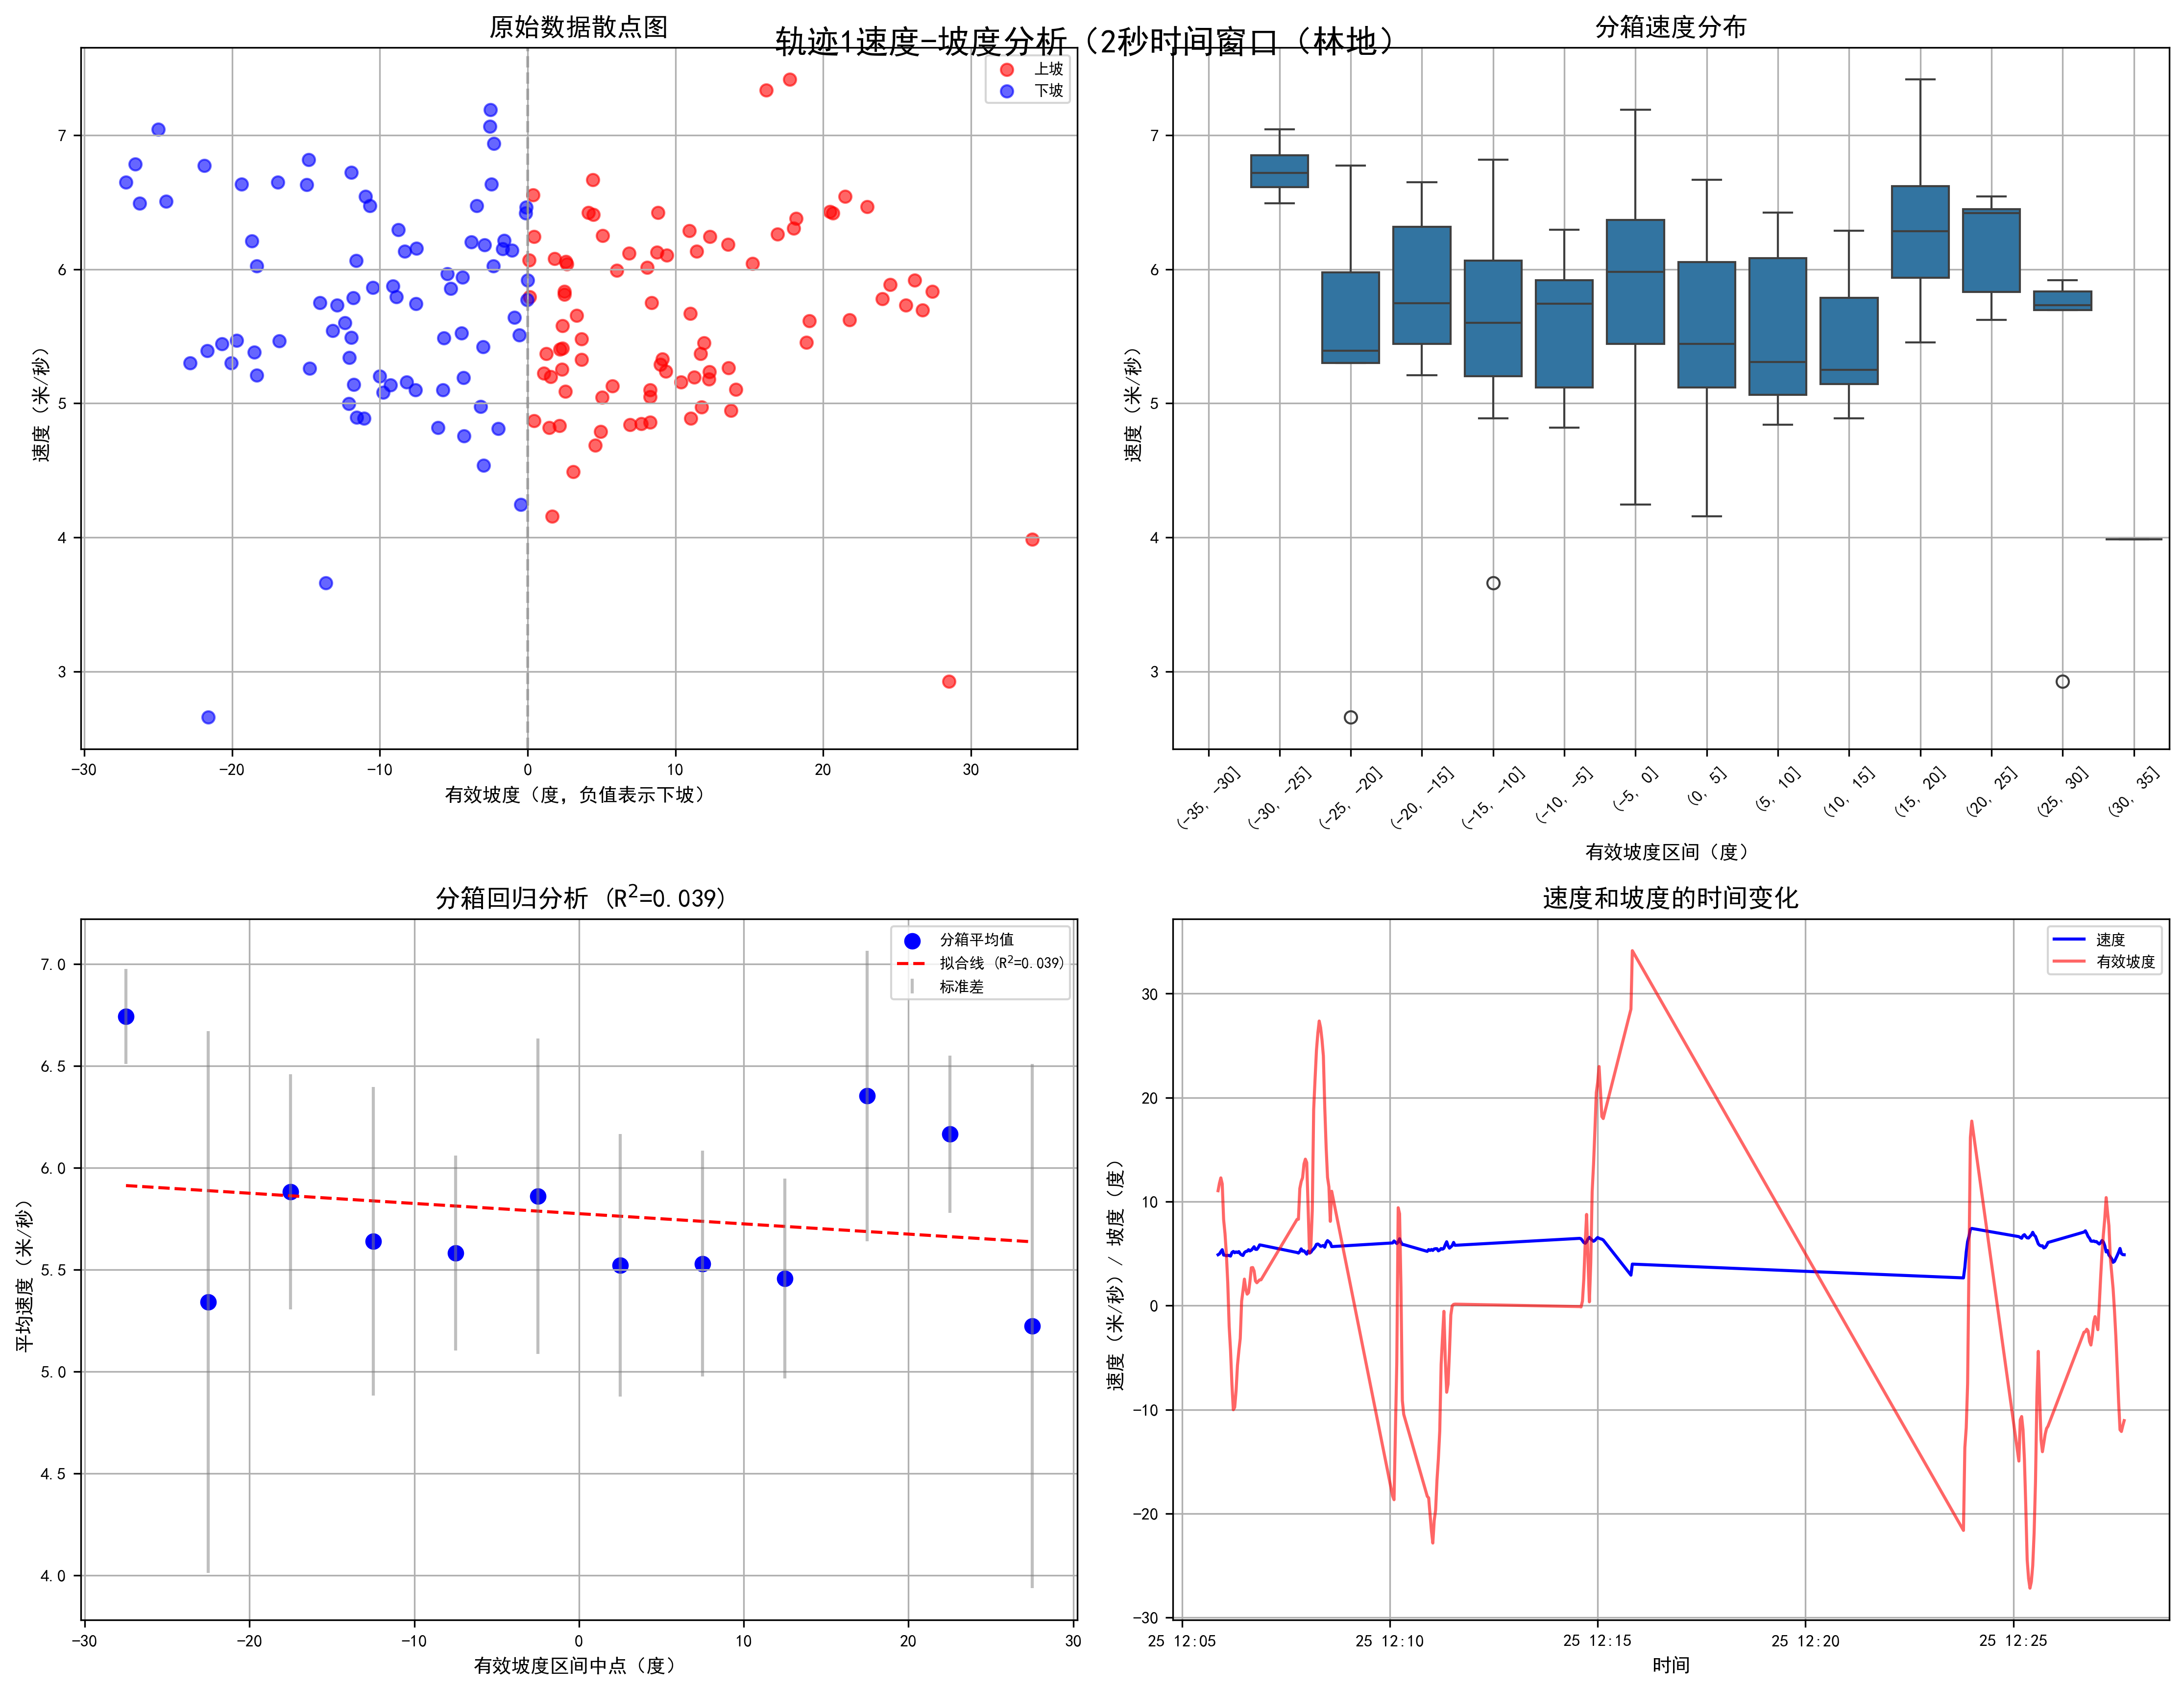 轨迹1速度-坡度分析（2秒时间窗口（林地）
原始数据散点图
上坡
下坡
速度（米/秒）
7
6
5
4
3
-30 -20 -10 0 10 20 30
有效坡度（度，负值表示下坡）
分箱速度分布
速度（米/秒）
7
6
5
4
3
(-35, -30] (-30, -25] (-25, -20] (-20, -15] (-15, -10] (-10, -5] (-5, 0] (0, 5] (5, 10] (10, 15] (15, 20] (20, 25] (25, 30] (30, 35]
有效坡度区间（度）
分箱回归分析 (R²=0.039)
分箱平均值
拟合线 (R²=0.039)
标准差
平均速度（米/秒）
7.0
6.5
6.0
5.5
5.0
4.5
4.0
-30 -20 -10 0 10 20 30
有效坡度区间中点（度）
速度和坡度的时间变化
速度
有效坡度
速度（米/秒）/ 坡度（度）
30
20
10
0
-10
-20
-30
25 12:05 25 12:10 25 12:15 25 12:20 25 12:25
时间